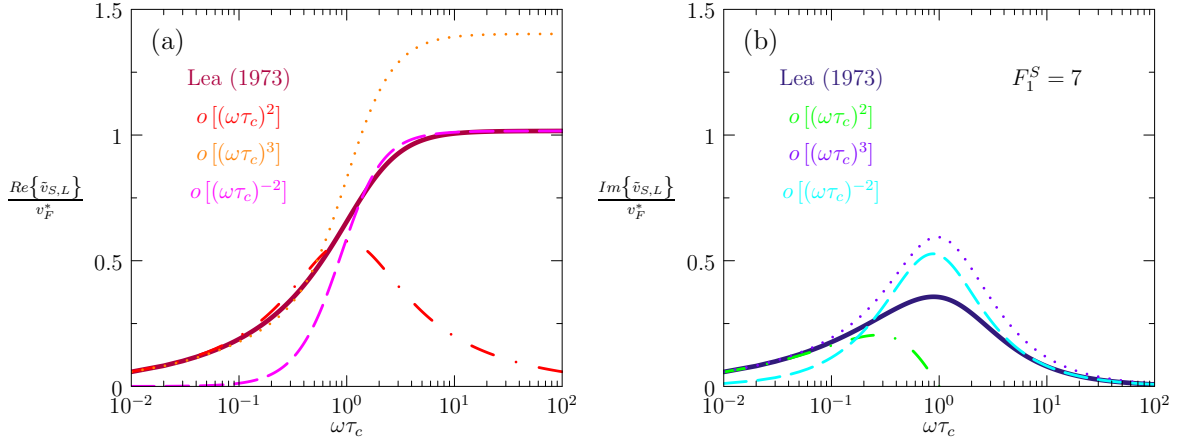 (a)
Lea (1973)
o [(ωτ_c)^2]
o [(ωτ_c)^3]
o [(ωτ_c)^{-2}]
Re{ṽ_{S,L}}
v_F^*
1.5
1
0.5
0
10^{-2} 10^{-1} 10^0 10^1 10^2
ωτ_c
(b)
Lea (1973)
F_1^S = 7
o [(ωτ_c)^2]
o [(ωτ_c)^3]
o [(ωτ_c)^{-2}]
Im{ṽ_{S,L}}
v_F^*
1.5
1
0.5
0
10^{-2} 10^{-1} 10^0 10^1 10^2
ωτ_c